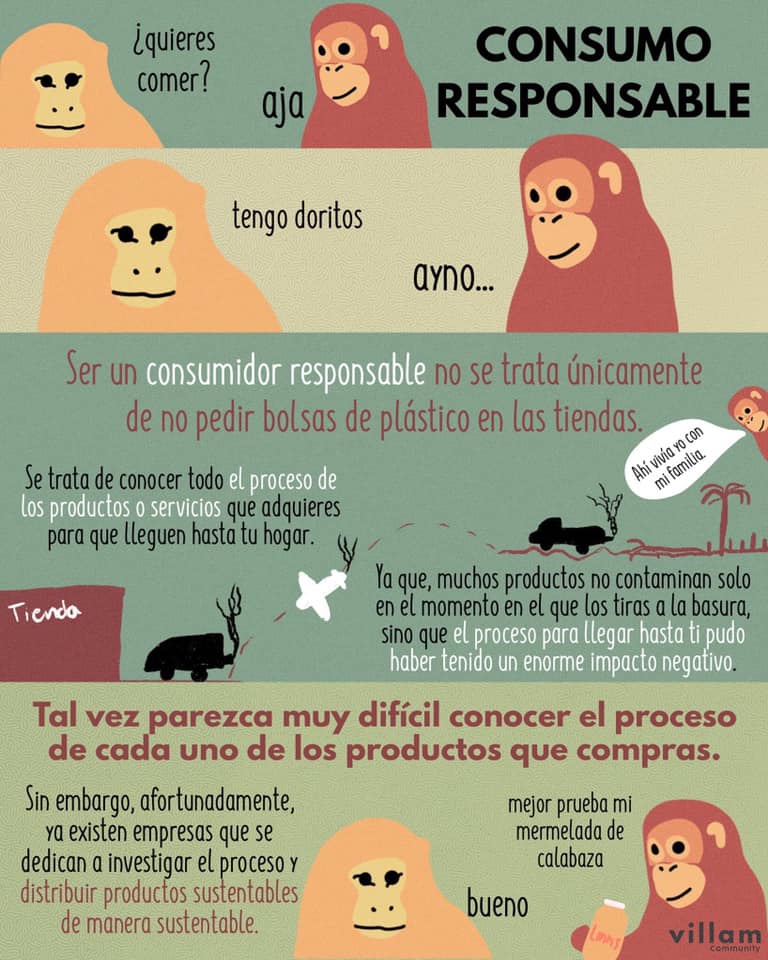 ¿quieres
comer?
aja
CONSUMO
RESPONSABLE
tengo doritos
ayno...
Ser un consumidor responsable no se trata únicamente
de no pedir bolsas de plástico en las tiendas.
Ahí vivía yo con
mi familia.
Se trata de conocer todo el proceso de
los productos o servicios que adquieres
para que lleguen hasta tu hogar.
Tienda
Ya que, muchos productos no contaminan solo
en el momento en el que los tiras a la basura,
sino que el proceso para llegar hasta ti pudo
haber tenido un enorme impacto negativo.
Tal vez parezca muy difícil conocer el proceso
de cada uno de los productos que compras.
Sin embargo, afortunadamente,
ya existen empresas que se
dedican a investigar el proceso y
distribuir productos sustentables
de manera sustentable.
bueno
mejor prueba mi
mermelada de
calabaza
villam
Community